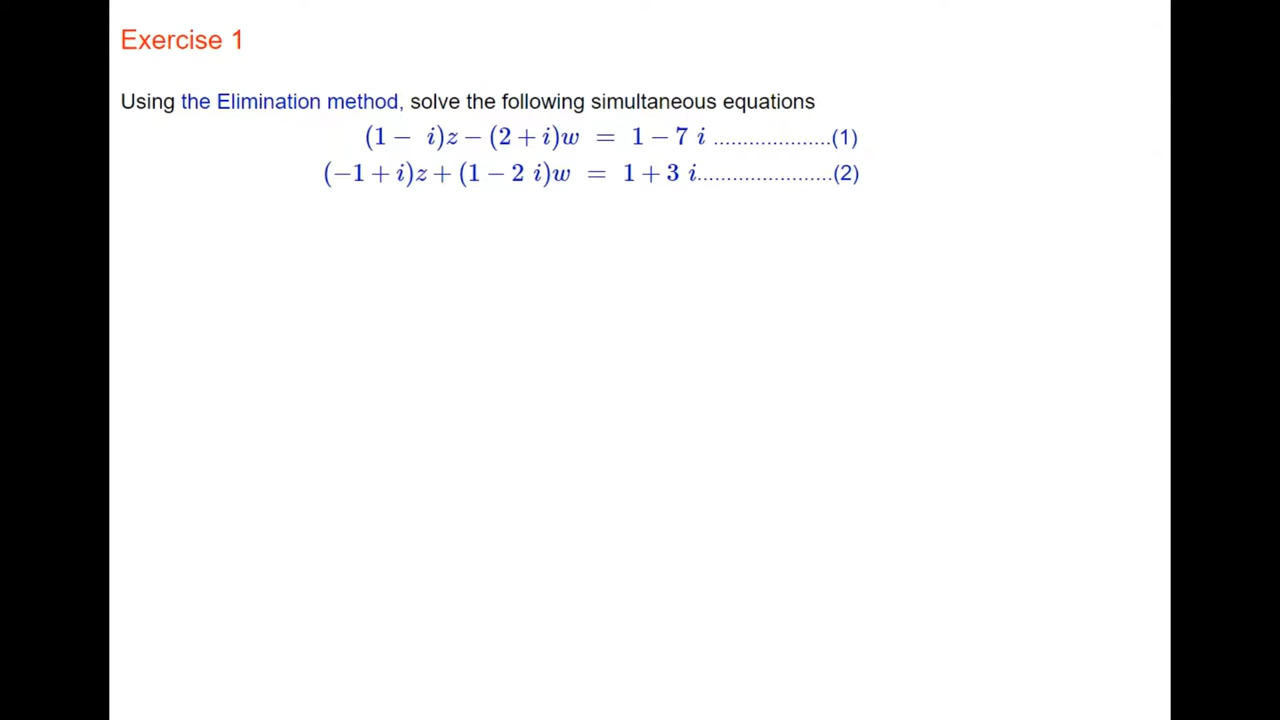 Exercise 1
Using the Elimination method, solve the following simultaneous equations
(1 − i)z − (2 + i)w = 1 − 7 i ....................(1)
(−1 + i)z + (1 − 2 i)w = 1 + 3 i.......................(2)